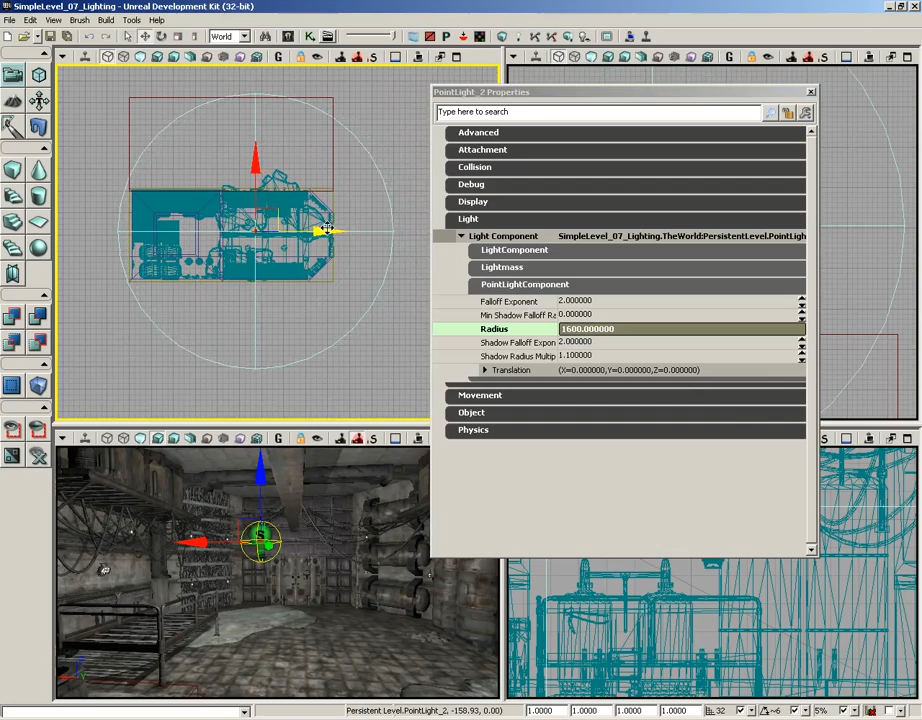 SimpleLevel_07_Lighting - Unreal Development Kit (32-bit)
File Edit View Brush Build Tools Help
World
PointLight_2 Properties
Type here to search
Advanced
Attachment
Collision
Debug
Display
Light
Light Component SimpleLevel_07_Lighting.TheWorld:PersistentLevel.PointLigh
LightComponent
Lightmass
PointLightComponent
Falloff Exponent 2.000000
Min Shadow Falloff Ra 0.000000
Radius 1600.000000
Shadow Falloff Expon 2.000000
Shadow Radius Multip 1.100000
Translation (X=0.000000,Y=0.000000,Z=0.000000)
Movement
Object
Physics
Persistent Level.PointLight_2, -158.93, 0.00) 1.0000 1.0000 1.0000 1.0000 32 ~6 5%